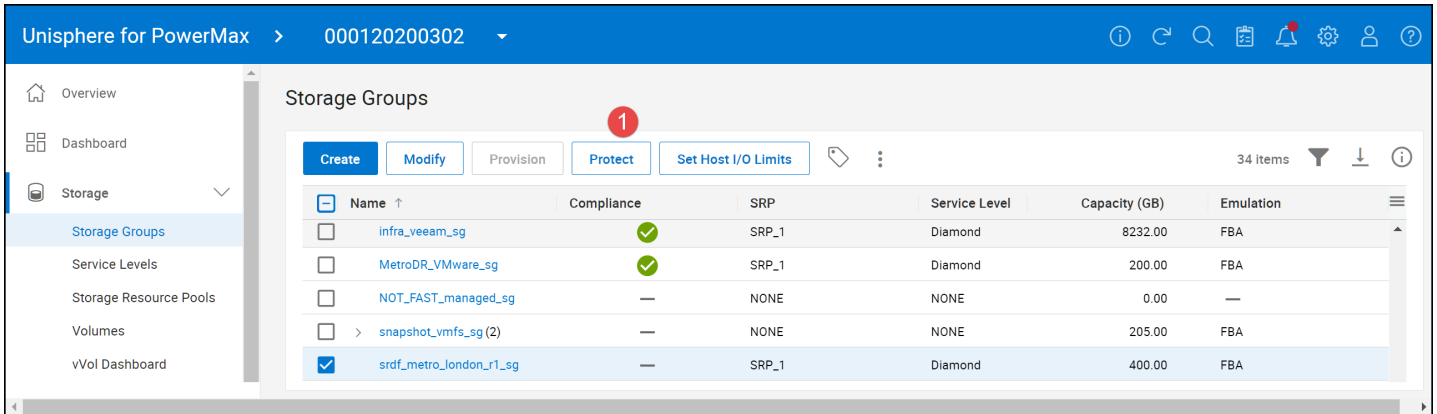 Unisphere for PowerMax > 000120200302
Overview
Dashboard
Storage
Storage Groups
Service Levels
Storage Resource Pools
Volumes
vVol Dashboard
Storage Groups
1
Create Modify Provision Protect Set Host I/O Limits 34 items
Name ↑ Compliance SRP Service Level Capacity (GB) Emulation
infra_veeam_sg SRP_1 Diamond 8232.00 FBA
MetroDR_VMware_sg SRP_1 Diamond 200.00 FBA
NOT_FAST_managed_sg — NONE NONE 0.00 —
> snapshot_vmfs_sg (2) — NONE NONE 205.00 FBA
srdf_metro_london_r1_sg — SRP_1 Diamond 400.00 FBA